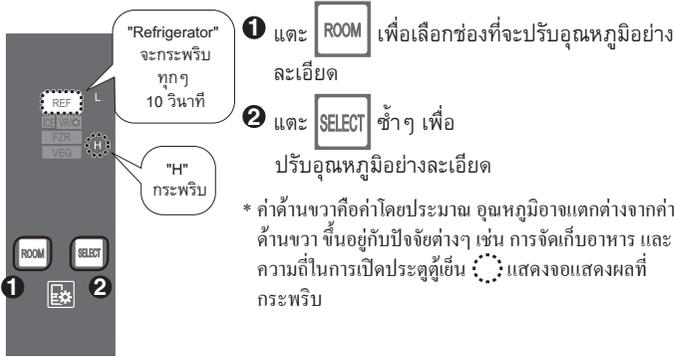 "Refrigerator"
จะกระพริบ
ทุกๆ
10 วินาที
REF
L
ICE VR/
FZR
VEG
H
"H"
กระพริบ
ROOM
SELECT
❶
❷
❶ แตะ ROOM เพื่อเลือกช่องที่จะปรับอุณหภูมิอย่าง
ละเอียด
❷ แตะ SELECT ซ้ำๆ เพื่อ
ปรับอุณหภูมิอย่างละเอียด
* ค่าด้านขวาคือค่าโดยประมาณ อุณหภูมิอาจแตกต่างจากค่า
ด้านขวา ขึ้นอยู่กับปัจจัยต่างๆ เช่น การจัดเก็บอาหาร และ
ความถี่ในการเปิดประตูตู้เย็น แสดงจอแสดงผลที่
กระพริบ